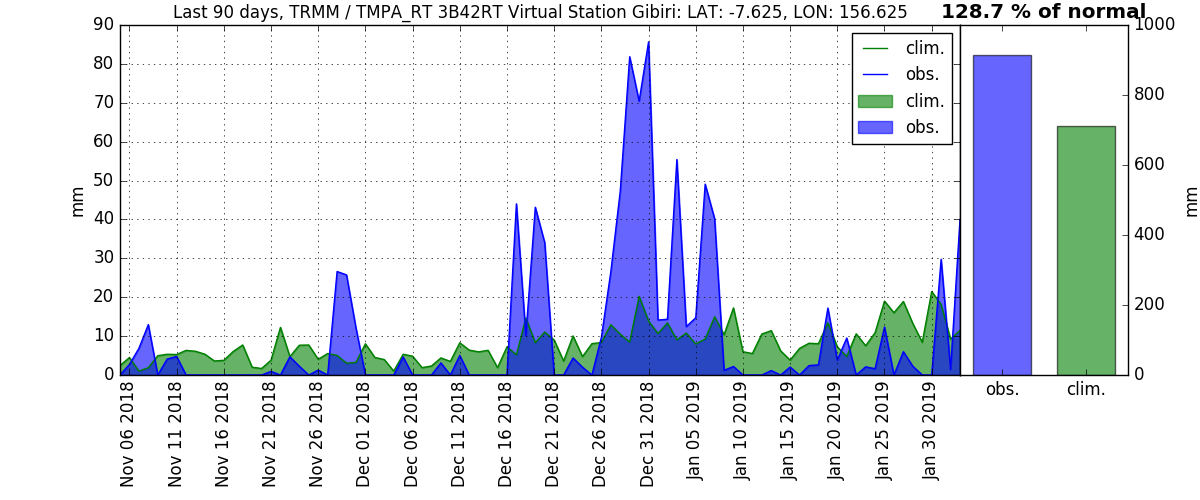 Last 90 days, TRMM / TMPA_RT 3B42RT Virtual Station Gibiri: LAT: -7.625, LON: 156.625
128.7 % of normal
90
80
70
60
50
40
30
20
10
0
mm
clim.
obs.
clim.
obs.
1000
800
600
400
200
0
mm
Nov 06 2018
Nov 11 2018
Nov 16 2018
Nov 21 2018
Nov 26 2018
Dec 01 2018
Dec 06 2018
Dec 11 2018
Dec 16 2018
Dec 21 2018
Dec 26 2018
Dec 31 2018
Jan 05 2019
Jan 10 2019
Jan 15 2019
Jan 20 2019
Jan 25 2019
Jan 30 2019
obs.
clim.